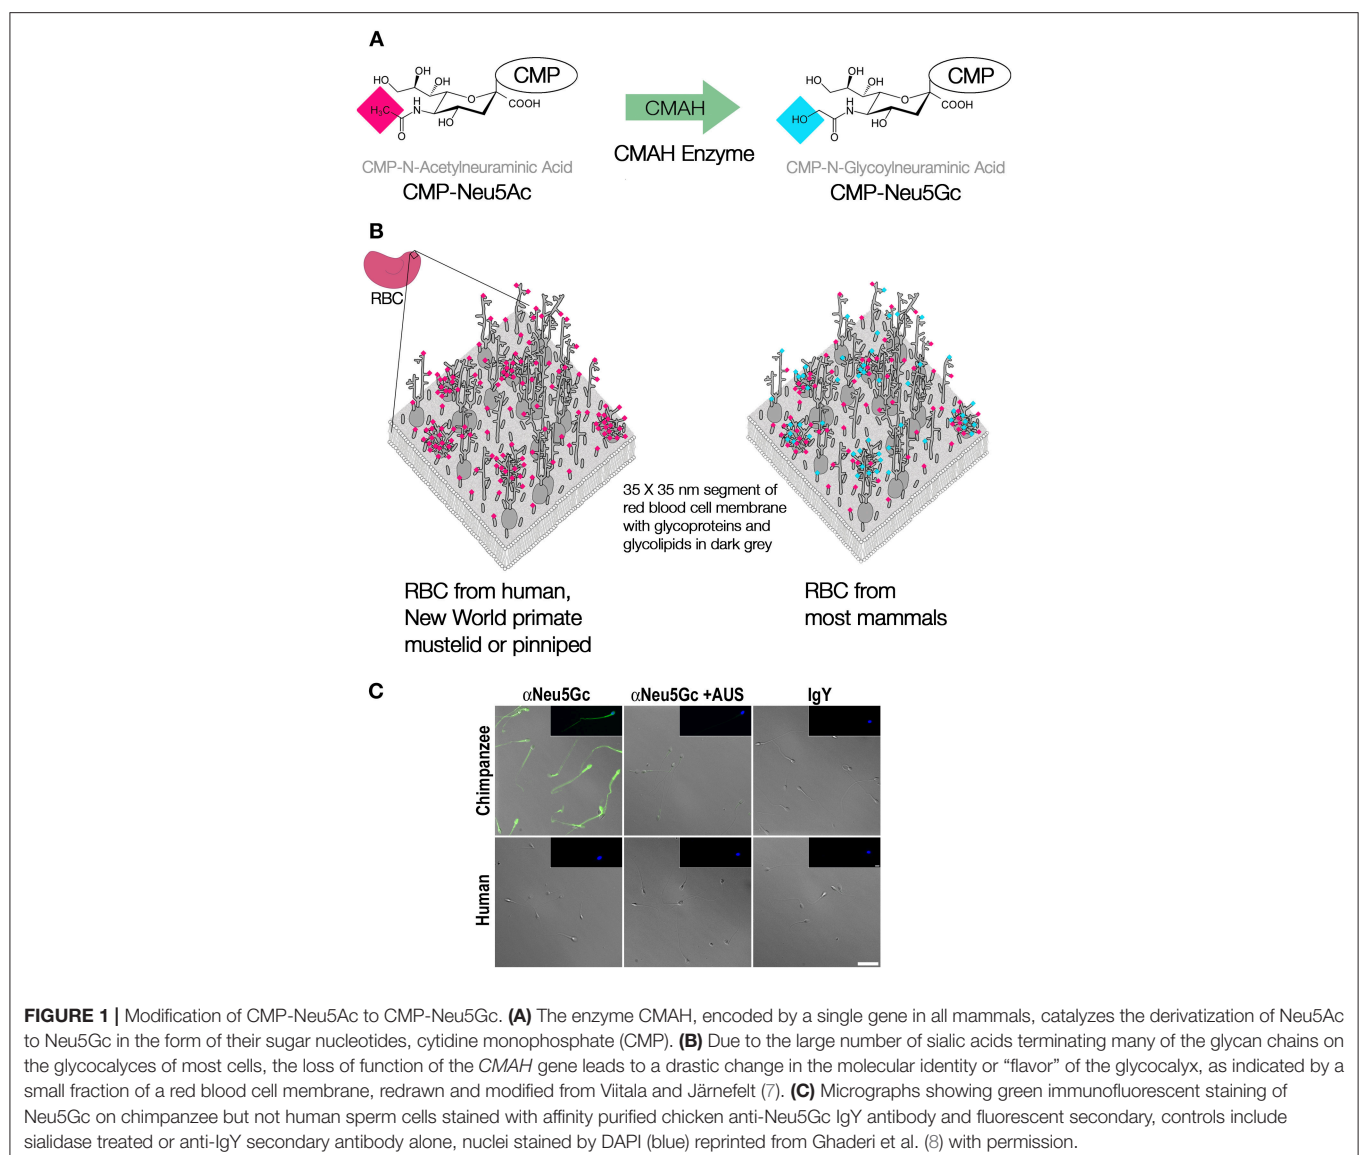 A
HO
OH
OH
CMP
H₃C
H
N
O
COOH
HO
O
CMAH
CMAH Enzyme
HO
OH
OH
CMP
HO
H
N
O
COOH
HO
O
CMP-N-Acetylneuraminic Acid
CMP-Neu5Ac
CMP-N-Glycoylneuraminic Acid
CMP-Neu5Gc
B
RBC
35 X 35 nm segment of
red blood cell membrane
with glycoproteins and
glycolipids in dark grey
RBC from human,
New World primate
mustelid or pinniped
RBC from
most mammals
C
αNeu5Gc
αNeu5Gc +AUS
IgY
Chimpanzee
Human
FIGURE 1 | Modification of CMP-Neu5Ac to CMP-Neu5Gc. (A) The enzyme CMAH, encoded by a single gene in all mammals, catalyzes the derivatization of Neu5Ac
to Neu5Gc in the form of their sugar nucleotides, cytidine monophosphate (CMP). (B) Due to the large number of sialic acids terminating many of the glycan chains on
the glycocalyces of most cells, the loss of function of the CMAH gene leads to a drastic change in the molecular identity or “flavor” of the glycocalyx, as indicated by a
small fraction of a red blood cell membrane, redrawn and modified from Viitala and Järnefelt (7). (C) Micrographs showing green immunofluorescent staining of
Neu5Gc on chimpanzee but not human sperm cells stained with affinity purified chicken anti-Neu5Gc IgY antibody and fluorescent secondary, controls include
sialidase treated or anti-IgY secondary antibody alone, nuclei stained by DAPI (blue) reprinted from Ghaderi et al. (8) with permission.